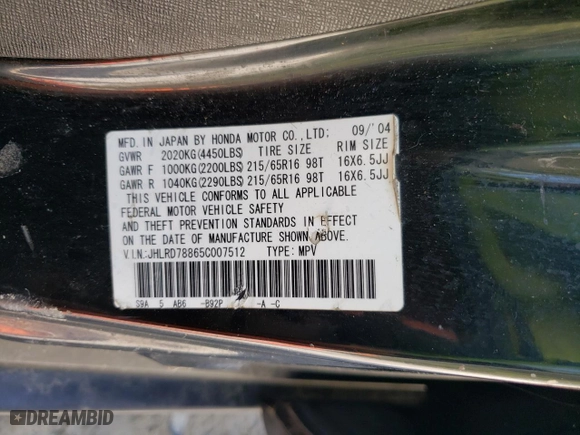 MFD. IN JAPAN BY HONDA MOTOR CO., LTD: 09/'04
GVWR 2020KG(4450LBS) TIRE SIZE RIM SIZE
GAWR F 1000KG(2200LBS) 215/65R16 98T 16X6.5JJ
GAWR R 1040KG(2290LBS) 215/65R16 98T 16X6.5JJ
THIS VEHICLE CONFORMS TO ALL APPLICABLE
FEDERAL MOTOR VEHICLE SAFETY
AND THEFT PREVENTION STANDARDS IN EFFECT
ON THE DATE OF MANUFACTURE SHOWN ABOVE.
V.I.N:JHLRD78865C007512 TYPE: MPV
S9A 5 AB6 -B92P -A -C
DREAMBID